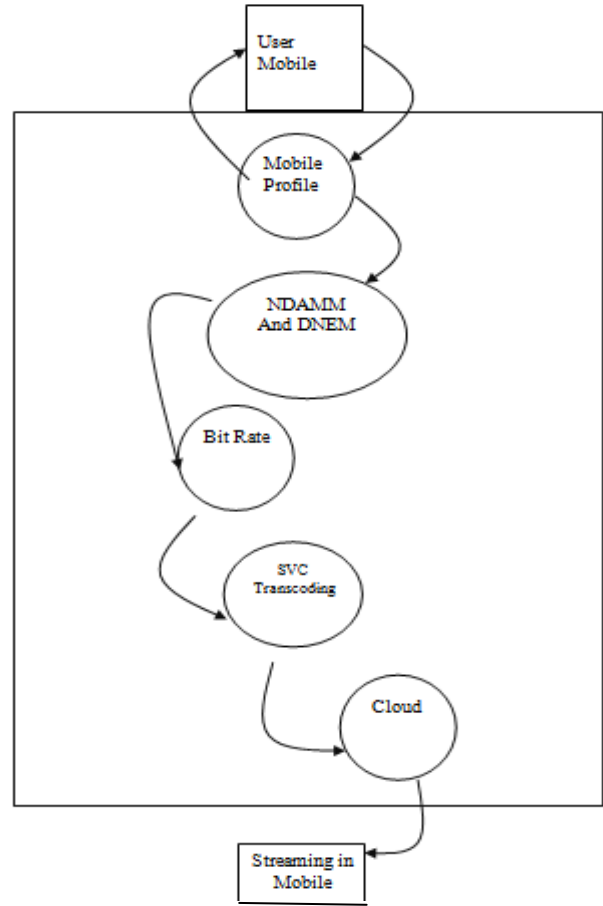 User
Mobile
Mobile
Profile
NDAMM
And DNEM
Bit Rate
SVC
Transcoding
Cloud
Streaming in
Mobile